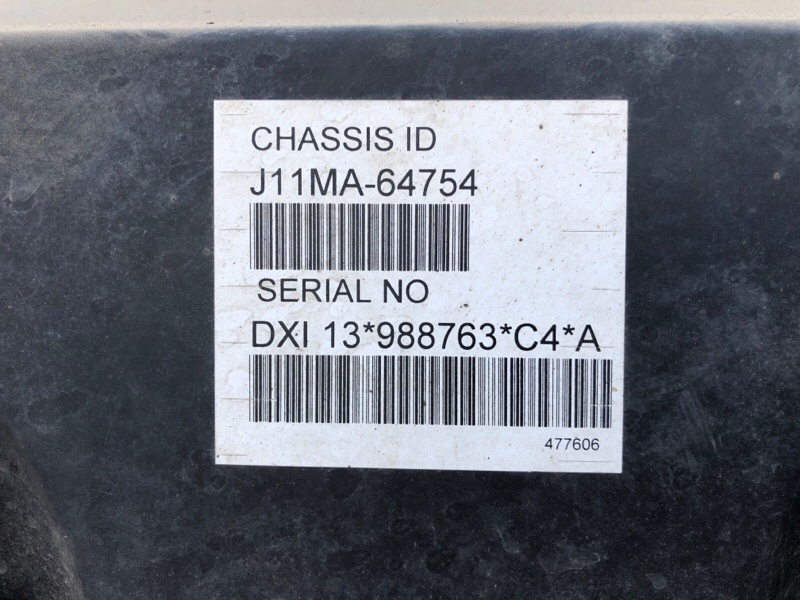 CHASSIS ID
J11MA-64754
SERIAL NO
DXI 13*988763*C4*A
477606